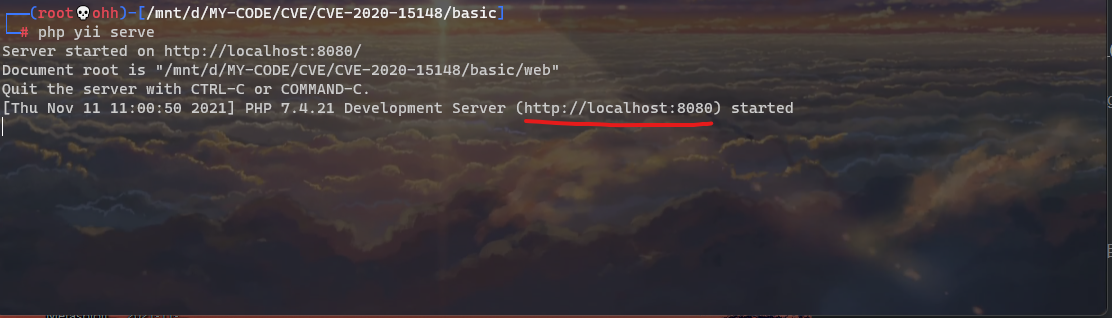 ┌──(root💀ohh)-[/mnt/d/MY-CODE/CVE/CVE-2020-15148/basic]
└─# php yii serve
Server started on http://localhost:8080/
Document root is "/mnt/d/MY-CODE/CVE/CVE-2020-15148/basic/web"
Quit the server with CTRL-C or COMMAND-C.
[Thu Nov 11 11:00:50 2021] PHP 7.4.21 Development Server (http://localhost:8080) started